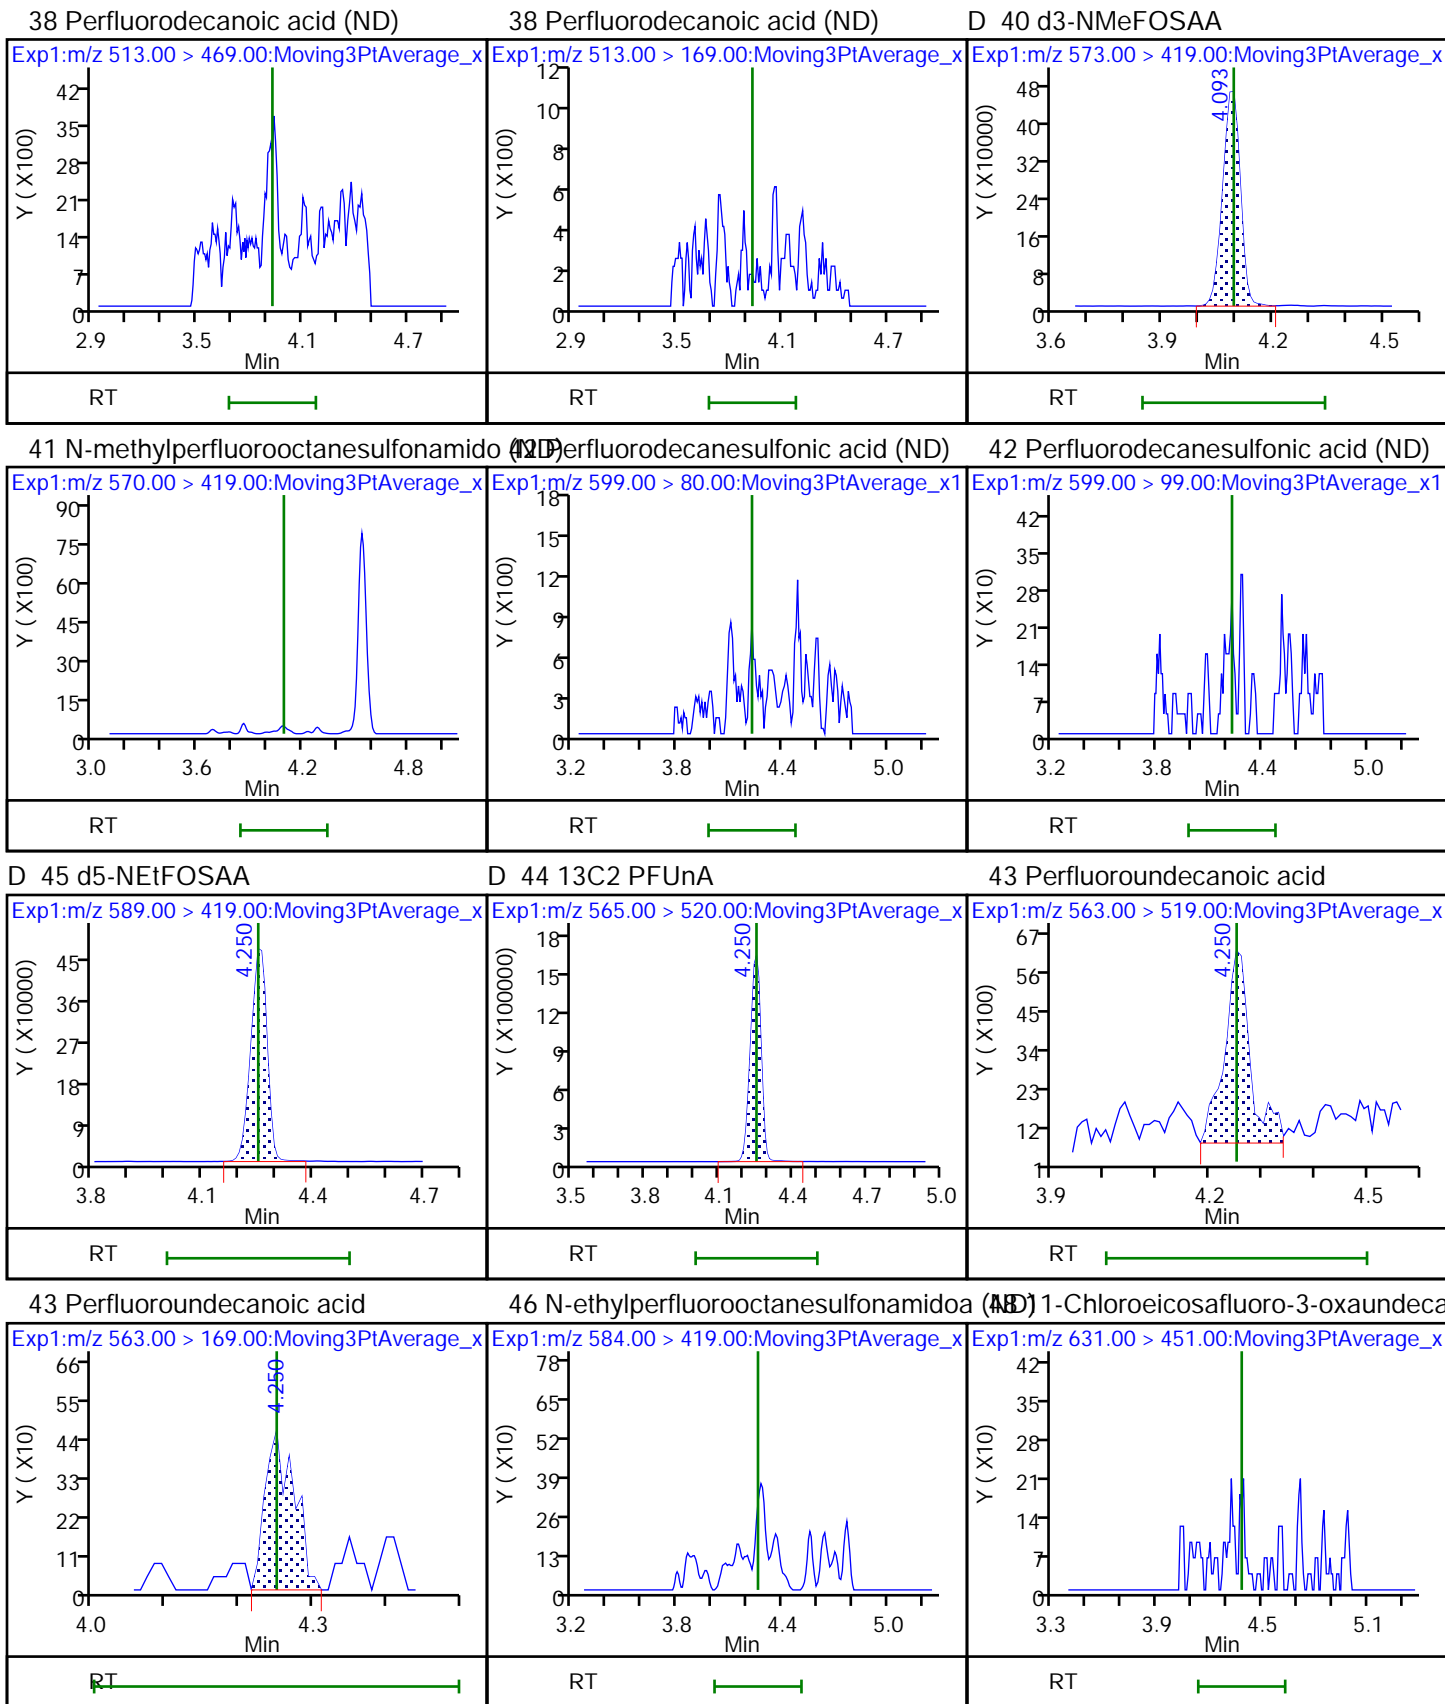 38 Perfluorodecanoic acid (ND)
Exp1:m/z 513.00 > 469.00:Moving3PtAverage_x
Y ( X100)
42
35
28
21
14
7
0
2.9 3.5 4.1 4.7
Min
RT
38 Perfluorodecanoic acid (ND)
Exp1:m/z 513.00 > 169.00:Moving3PtAverage_x
Y ( X100)
12
10
8
6
4
2
0
2.9 3.5 4.1 4.7
Min
RT
D 40 d3-NMeFOSAA
Exp1:m/z 573.00 > 419.00:Moving3PtAverage_x
4.093
Y ( X10000)
48
40
32
24
16
8
0
3.6 3.9 4.2 4.5
Min
RT
41 N-methylperfluorooctanesulfonamido (ND)
Exp1:m/z 570.00 > 419.00:Moving3PtAverage_x
Y ( X100)
90
75
60
45
30
15
0
3.0 3.6 4.2 4.8
Min
RT
42 Perfluorodecanesulfonic acid (ND)
Exp1:m/z 599.00 > 80.00:Moving3PtAverage_x1
Y ( X100)
18
15
12
9
6
3
0
3.2 3.8 4.4 5.0
Min
RT
42 Perfluorodecanesulfonic acid (ND)
Exp1:m/z 599.00 > 99.00:Moving3PtAverage_x1
Y ( X10)
42
35
28
21
14
7
0
3.2 3.8 4.4 5.0
Min
RT
D 45 d5-NEtFOSAA
Exp1:m/z 589.00 > 419.00:Moving3PtAverage_x
4.250
Y ( X10000)
45
36
27
18
9
0
3.8 4.1 4.4 4.7
Min
RT
D 44 13C2 PFUnA
Exp1:m/z 565.00 > 520.00:Moving3PtAverage_x
4.250
Y ( X100000)
18
15
12
9
6
3
0
3.5 3.8 4.1 4.4 4.7 5.0
Min
RT
43 Perfluoroundecanoic acid
Exp1:m/z 563.00 > 519.00:Moving3PtAverage_x
4.250
Y ( X100)
67
56
45
34
23
12
1
3.9 4.2 4.5
Min
RT
43 Perfluoroundecanoic acid
Exp1:m/z 563.00 > 169.00:Moving3PtAverage_x
4.250
Y ( X10)
66
55
44
33
22
11
0
4.0 4.3
Min
RT
46 N-ethylperfluorooctanesulfonamidoa (ND)
Exp1:m/z 584.00 > 419.00:Moving3PtAverage_x
Y ( X10)
78
65
52
39
26
13
0
3.2 3.8 4.4 5.0
Min
RT
48 11-Chloroeicosafluoro-3-oxaundeca
Exp1:m/z 631.00 > 451.00:Moving3PtAverage_x
Y ( X10)
42
35
28
21
14
7
0
3.3 3.9 4.5 5.1
Min
RT